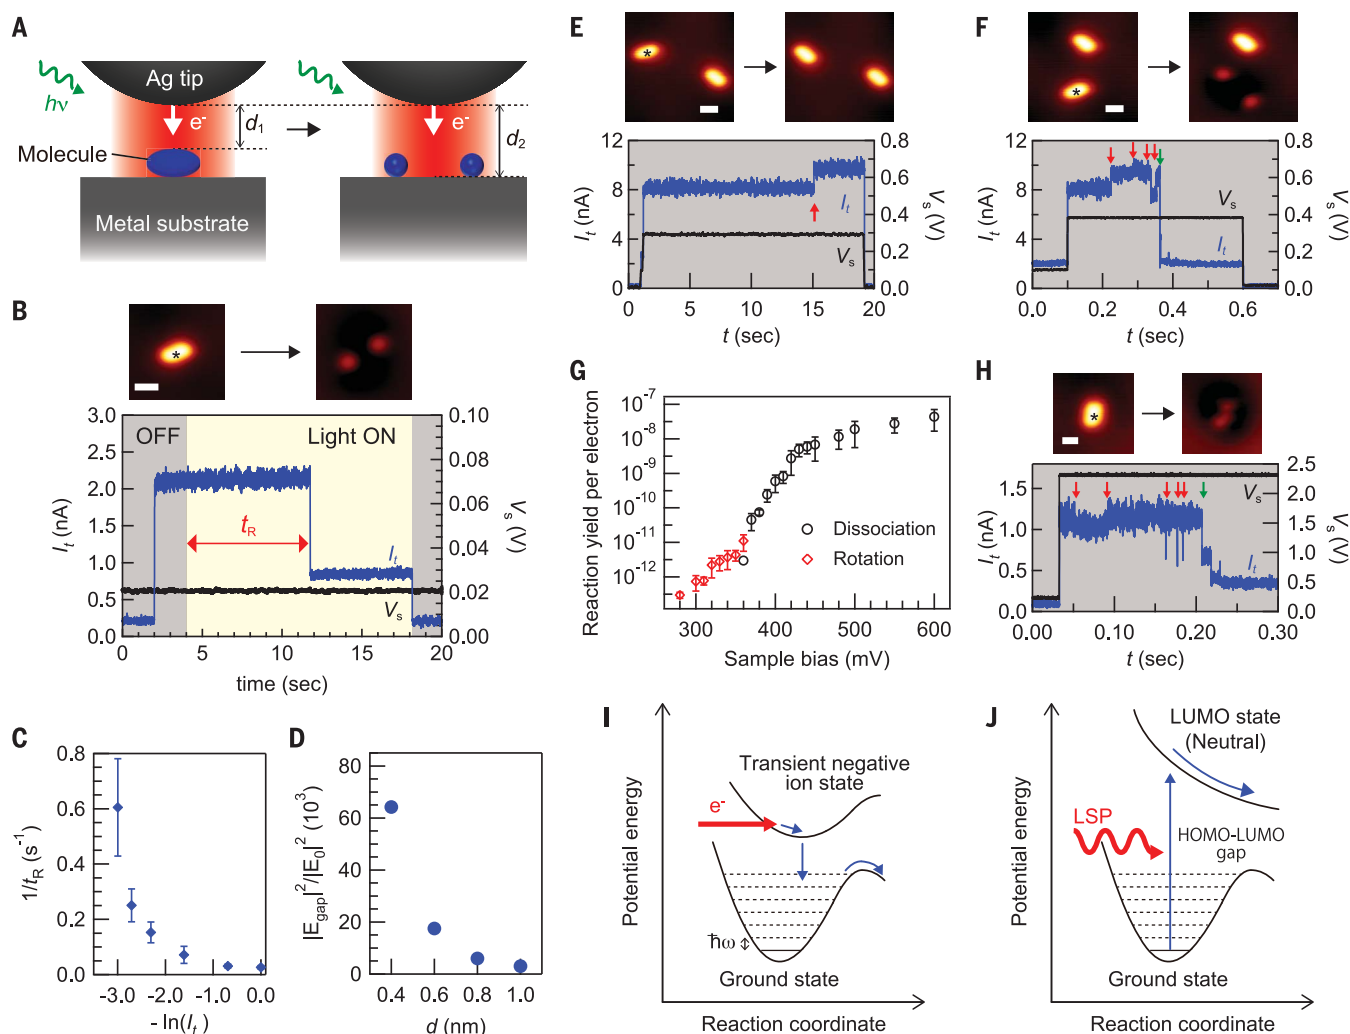 A
Ag tip
hν
e-
d1
Molecule
Metal substrate
e-
d2
B
*
OFF
Light ON
tR
It
Vs
3.0
2.5
2.0
1.5
1.0
0.5
0.0
It (nA)
0.10
0.08
0.06
0.04
0.02
0.00
Vs (V)
0 5 10 15 20
time (sec)
C
0.8
0.6
0.4
0.2
0.0
1/tR (s-1)
-3.0 -2.0 -1.0 0.0
- ln(It)
D
80
60
40
20
0
|Egap|2/|E0|2 (103)
0.4 0.6 0.8 1.0
d (nm)
E
*
12
8
4
0
It (nA)
It
Vs
0.8
0.6
0.4
0.2
0.0
Vs (V)
0 5 10 15 20
t (sec)
F
*
12
8
4
0
It (nA)
Vs
It
0.8
0.6
0.4
0.2
0.0
Vs (V)
0.0 0.2 0.4 0.6
t (sec)
G
10-7
10-8
10-9
10-10
10-11
10-12
Reaction yield per electron
Dissociation
Rotation
300 400 500 600
Sample bias (mV)
H
*
1.5
1.0
0.5
0.0
It (nA)
Vs
It
2.5
2.0
1.5
1.0
0.5
0.0
Vs (V)
0.00 0.10 0.20 0.30
t (sec)
I
Potential energy
Transient negative
ion state
e-
ħω
Ground state
Reaction coordinate
J
Potential energy
LUMO state
(Neutral)
LSP
HOMO-LUMO
gap
Ground state
Reaction coordinate